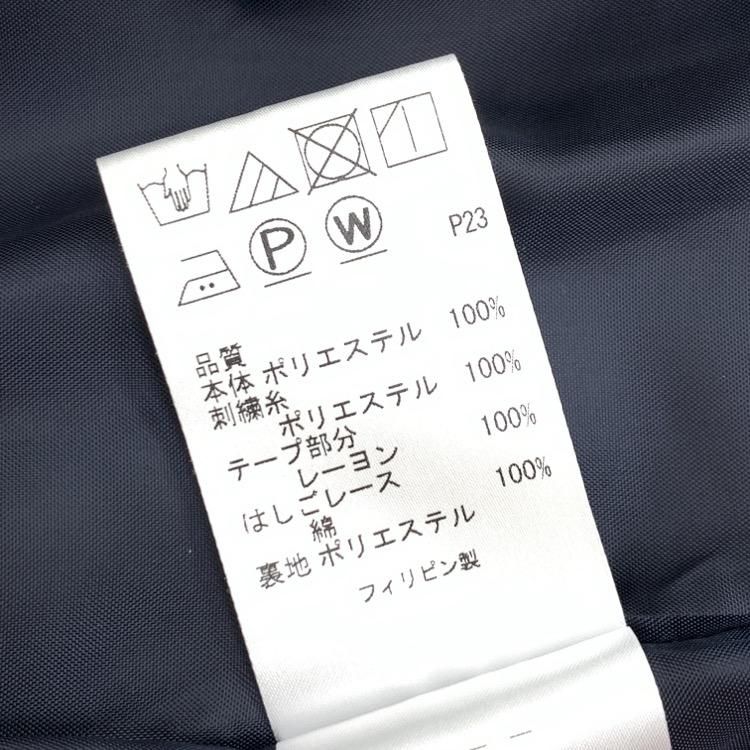 P W P23
品質
本体 ポリエステル 100%
刺繍糸
ポリエステル 100%
テープ部分
レーヨン 100%
はしごレース
綿 100%
裏地 ポリエステル
フィリピン製